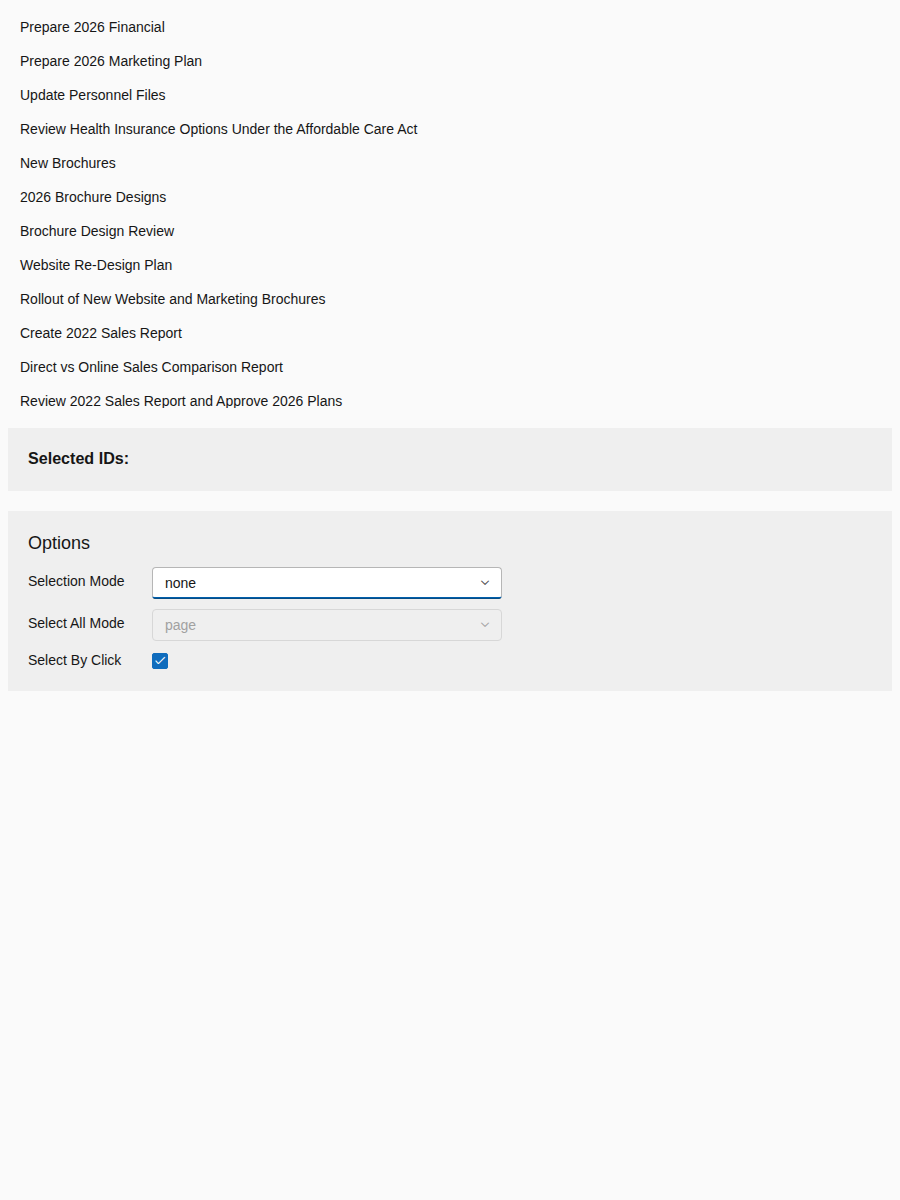 Prepare 2026 Financial
Prepare 2026 Marketing Plan
Update Personnel Files
Review Health Insurance Options Under the Affordable Care Act
New Brochures
2026 Brochure Designs
Brochure Design Review
Website Re-Design Plan
Rollout of New Website and Marketing Brochures
Create 2022 Sales Report
Direct vs Online Sales Comparison Report
Review 2022 Sales Report and Approve 2026 Plans
Selected IDs:
Options
Selection Mode none
Select All Mode page
Select By Click